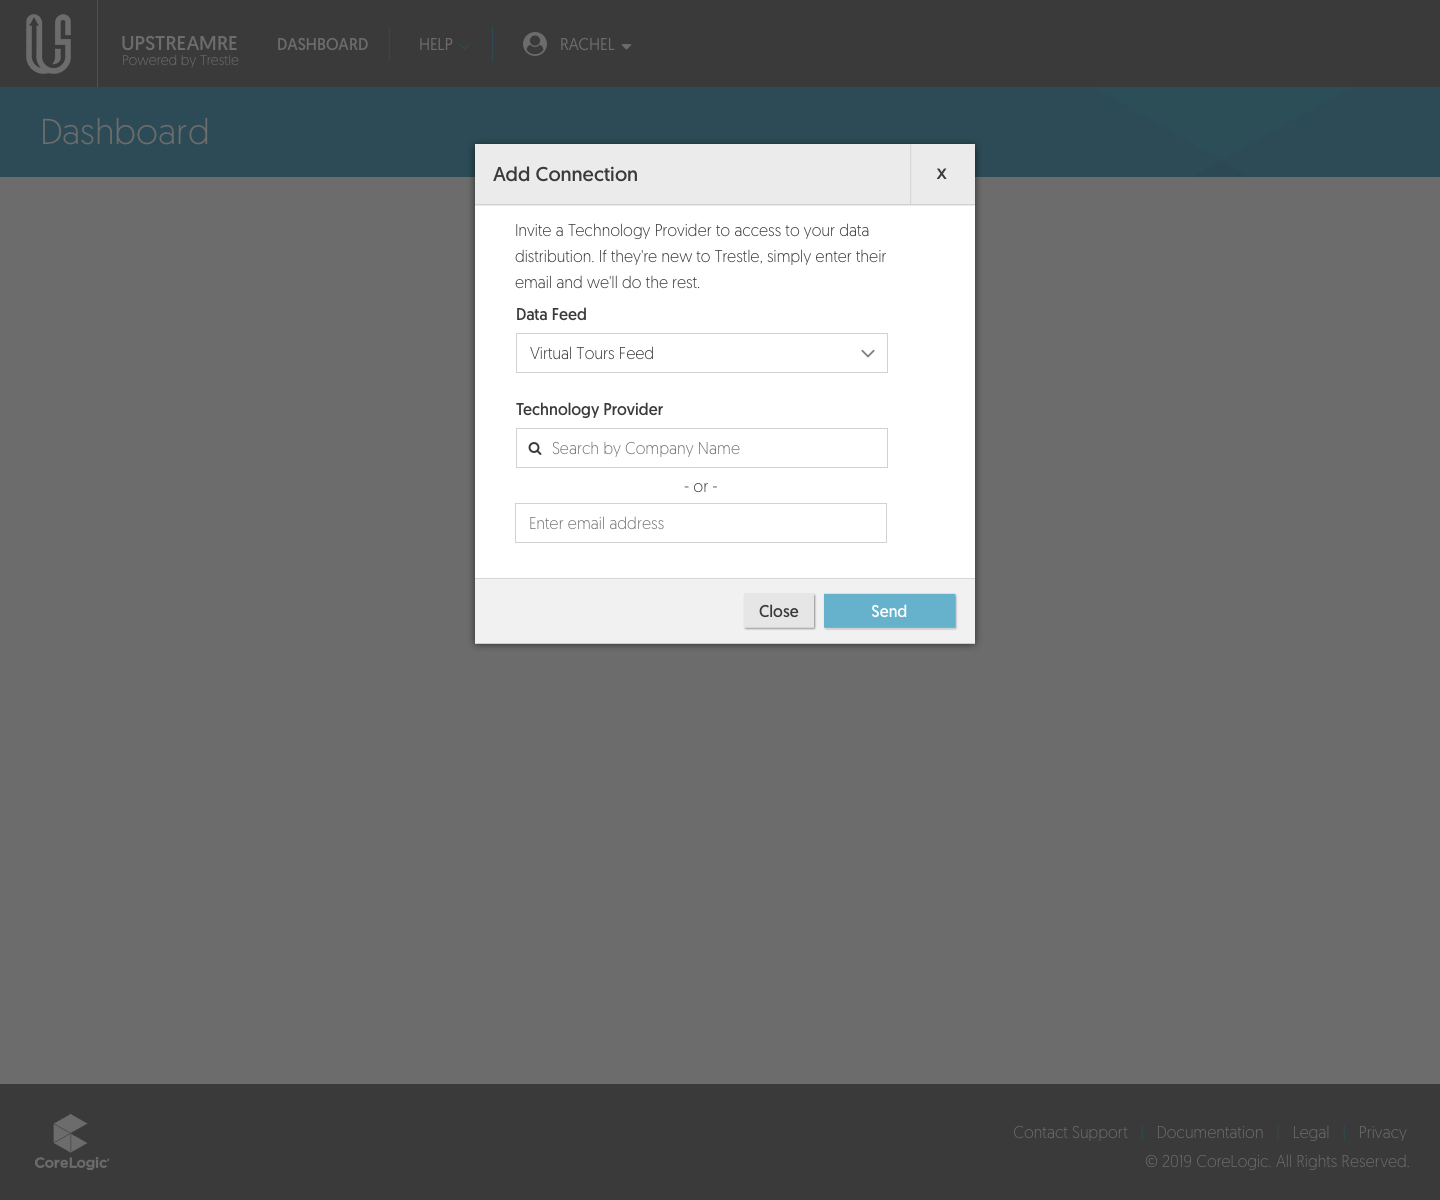 UPSTREAMRE
Powered by Trestle
DASHBOARD
HELP
RACHEL
Dashboard
Add Connection
X
Invite a Technology Provider to access to your data
distribution. If they're new to Trestle, simply enter their
email and we'll do the rest.
Data Feed
Virtual Tours Feed
Technology Provider
Search by Company Name
- or -
Enter email address
Close
Send
CoreLogic®
Contact Support
Documentation
Legal
Privacy
© 2019 CoreLogic. All Rights Reserved.